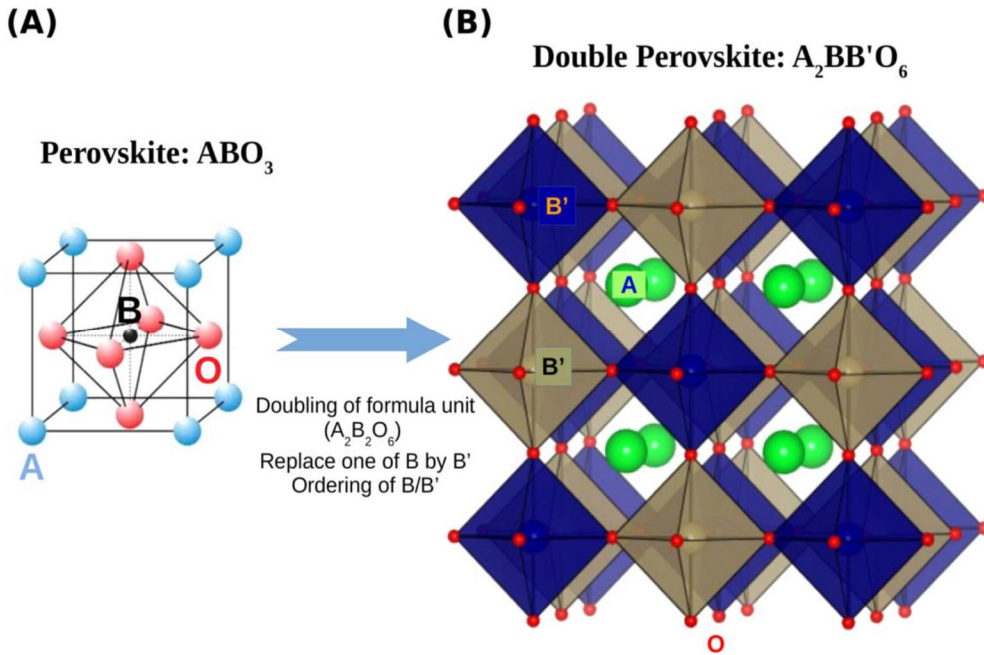 (A)
Perovskite: ABO₃
B
O
A
Doubling of formula unit
(A₂B₂O₆)
Replace one of B by B’
Ordering of B/B’
(B)
Double Perovskite: A₂BB'O₆
B’
A
B’
O